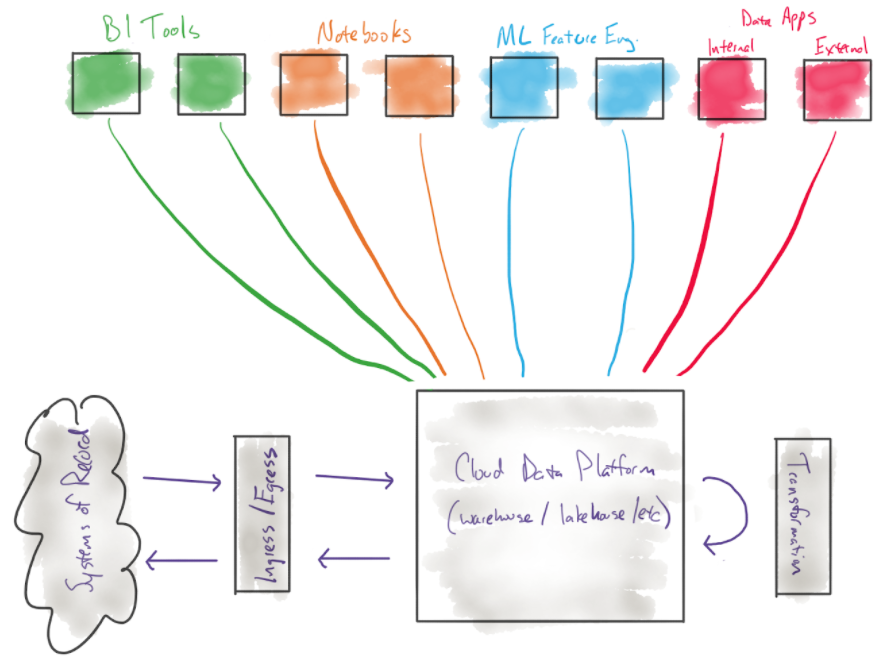 BI Tools
Notebooks
ML Feature Eng.
Data Apps
Internal
External
Systems of Record
Ingress/Egress
Cloud Data Platform
(warehouse / lakehouse /etc)
Transformation